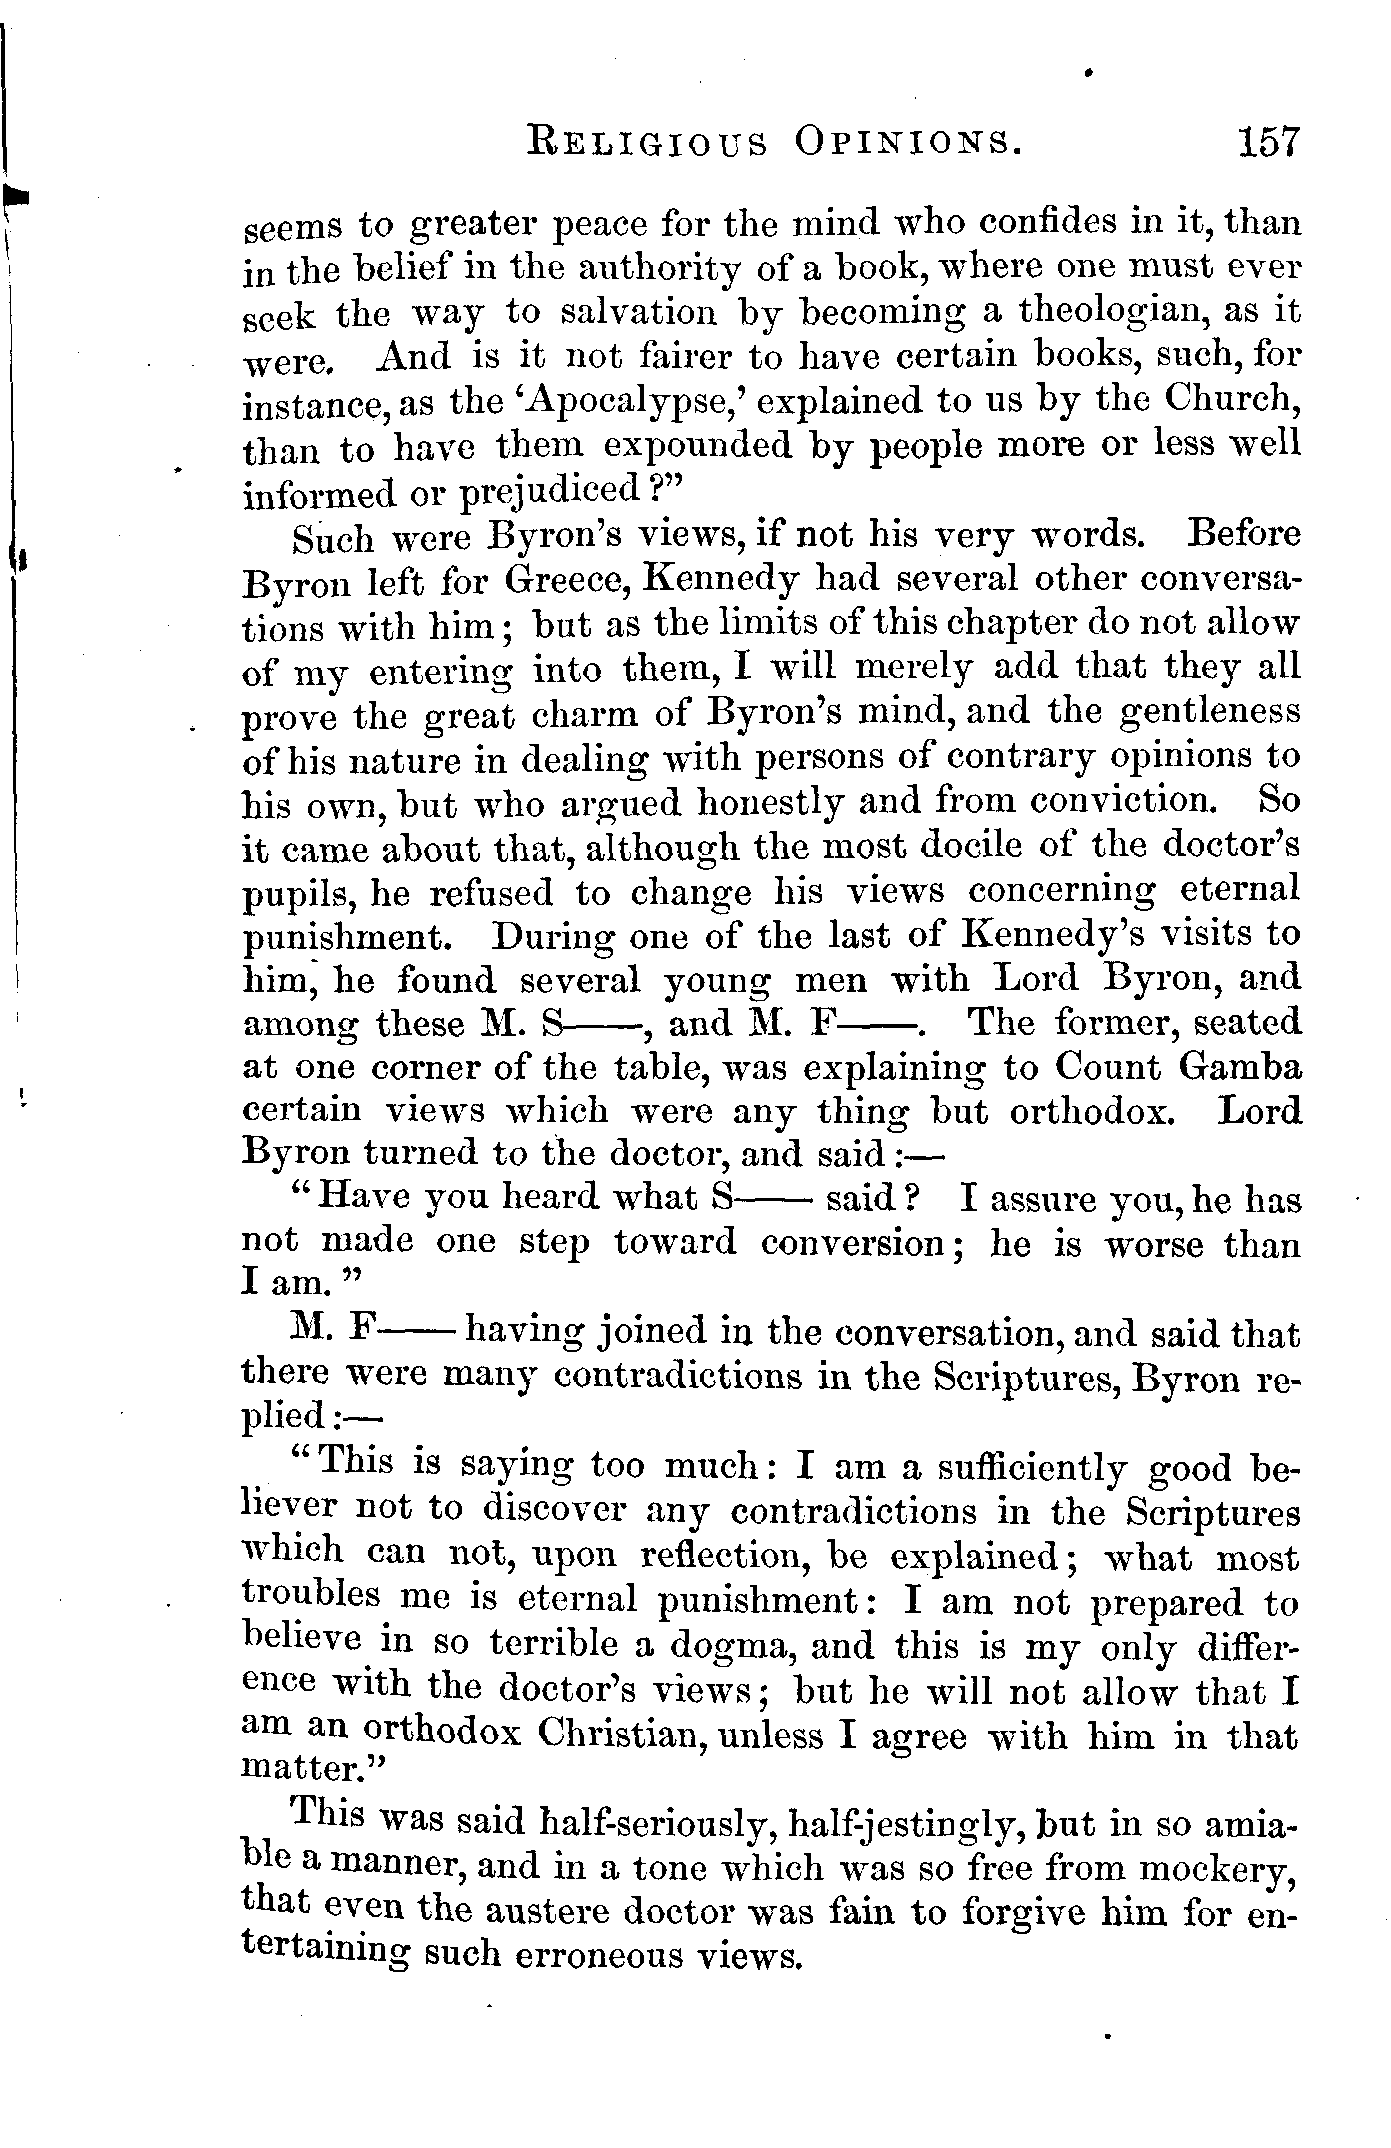 RELIGIOUS OPINIONS. 157
seems to greater peace for the mind who confides in it, than
in the belief in the authority of a book, where one must ever
seek the way to salvation by becoming a theologian, as it
were. And is it not fairer to have certain books, such, for
instance, as the 'Apocalypse,' explained to us by the Church,
than to have them expounded by people more or less well
informed or prejudiced?"
Such were Byron's views, if not his very words. Before
Byron left for Greece, Kennedy had several other conversa-
tions with him; but as the limits of this chapter do not allow
of my entering into them, I will merely add that they all
prove the great charm of Byron's mind, and the gentleness
of his nature in dealing with persons of contrary opinions to
his own, but who argued honestly and from conviction. So
it came about that, although the most docile of the doctor's
pupils, he refused to change his views concerning eternal
punishment. During one of the last of Kennedy's visits to
him, he found several young men with Lord Byron, and
among these M. S——, and M. F——. The former, seated
at one corner of the table, was explaining to Count Gamba
certain views which were any thing but orthodox. Lord
Byron turned to the doctor, and said:—
"Have you heard what S—— said? I assure you, he has
not made one step toward conversion; he is worse than
I am."
M. F—— having joined in the conversation, and said that
there were many contradictions in the Scriptures, Byron re-
plied:—
"This is saying too much: I am a sufficiently good be-
liever not to discover any contradictions in the Scriptures
which can not, upon reflection, be explained; what most
troubles me is eternal punishment: I am not prepared to
believe in so terrible a dogma, and this is my only differ-
ence with the doctor's views; but he will not allow that I
am an orthodox Christian, unless I agree with him in that
matter."
This was said half-seriously, half-jestingly, but in so amia-
ble a manner, and in a tone which was so free from mockery,
that even the austere doctor was fain to forgive him for en-
tertaining such erroneous views.